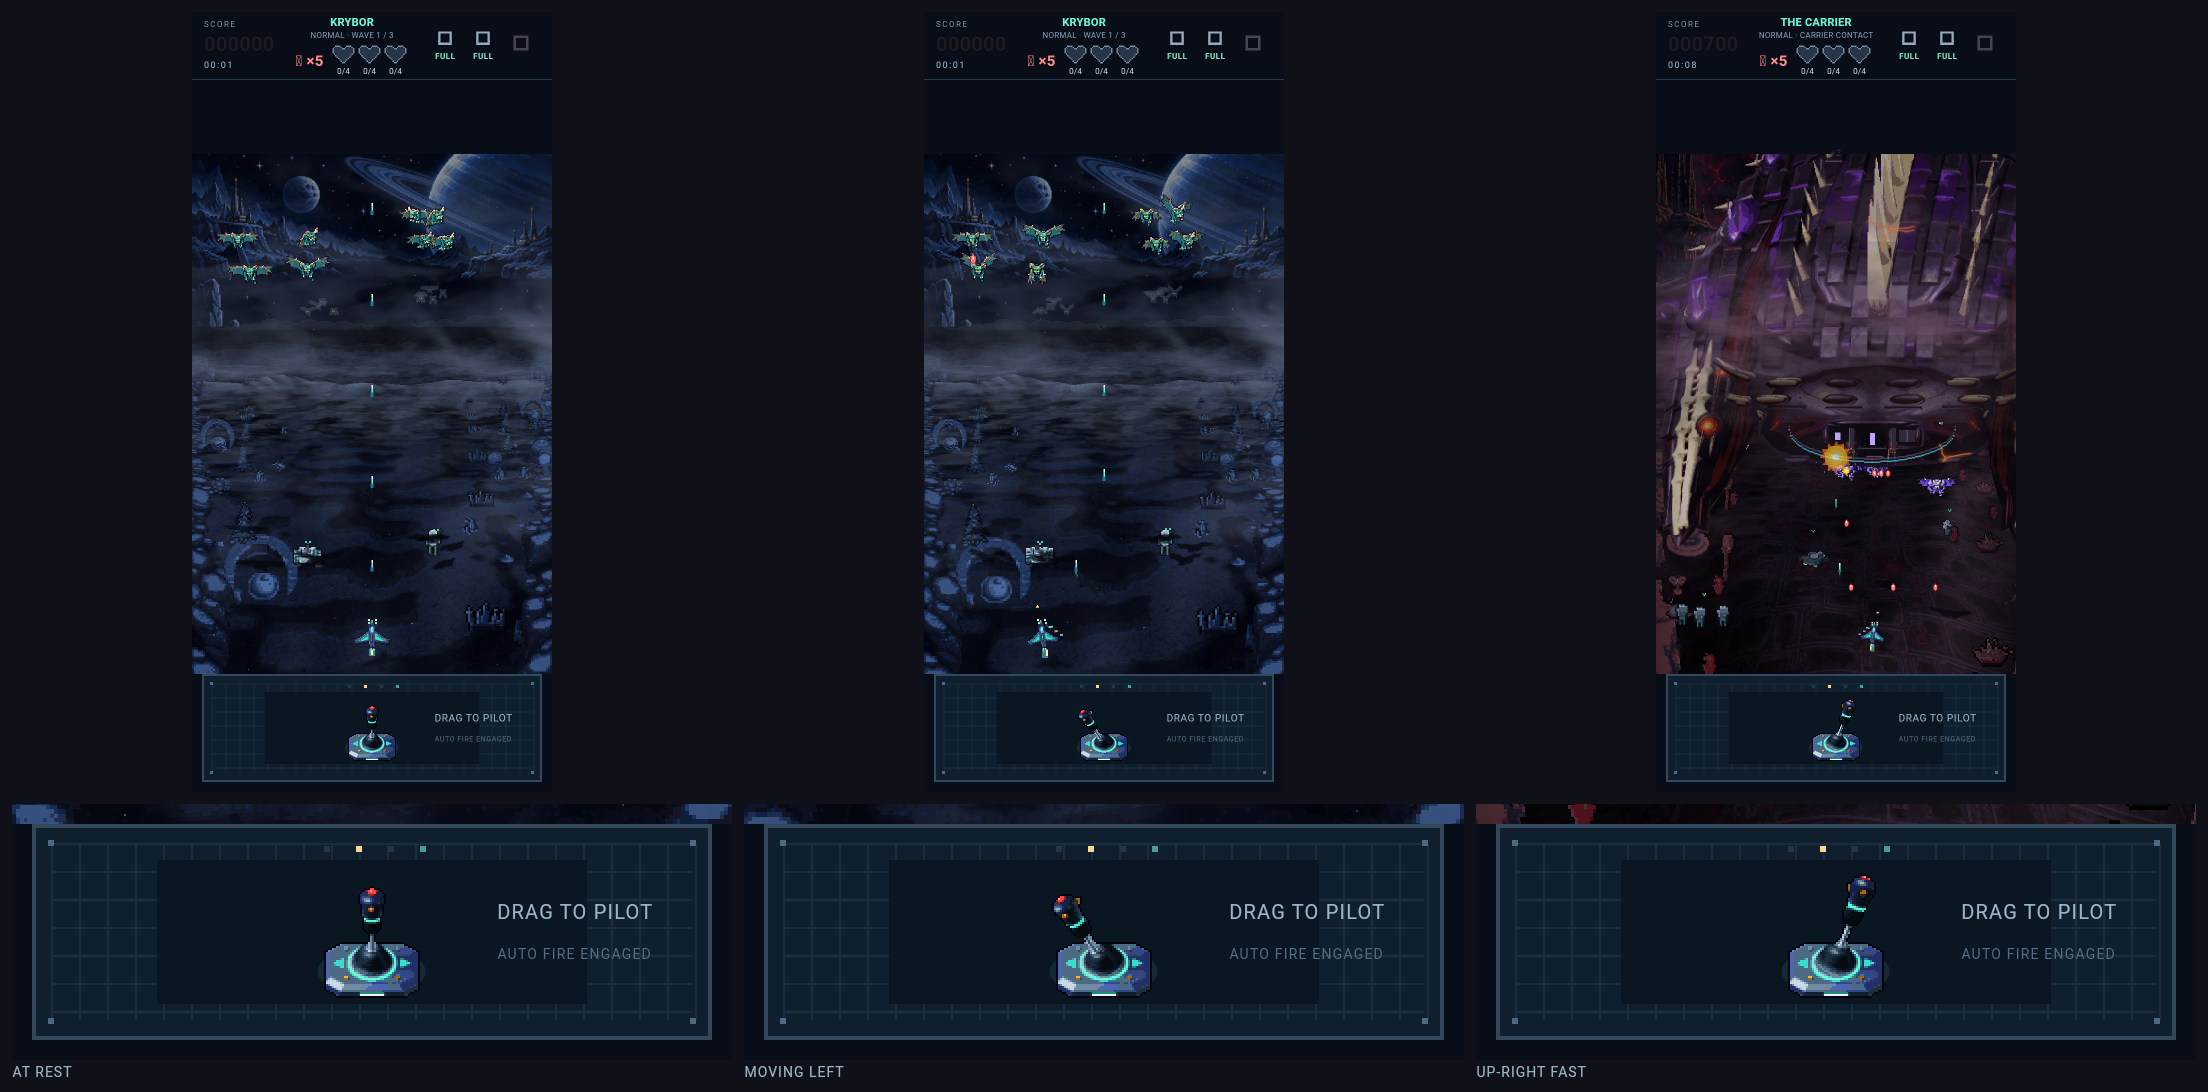 SCORE
000000
00:01
KRYBOR
NORMAL · WAVE 1 / 3
×5
0/4 0/4 0/4
FULL FULL
DRAG TO PILOT
AUTO FIRE ENGAGED
SCORE
000000
00:01
KRYBOR
NORMAL · WAVE 1 / 3
×5
0/4 0/4 0/4
FULL FULL
DRAG TO PILOT
AUTO FIRE ENGAGED
SCORE
000700
00:08
THE CARRIER
NORMAL · CARRIER CONTACT
×5
0/4 0/4 0/4
FULL FULL
DRAG TO PILOT
AUTO FIRE ENGAGED
DRAG TO PILOT
AUTO FIRE ENGAGED
AT REST
DRAG TO PILOT
AUTO FIRE ENGAGED
MOVING LEFT
DRAG TO PILOT
AUTO FIRE ENGAGED
UP-RIGHT FAST